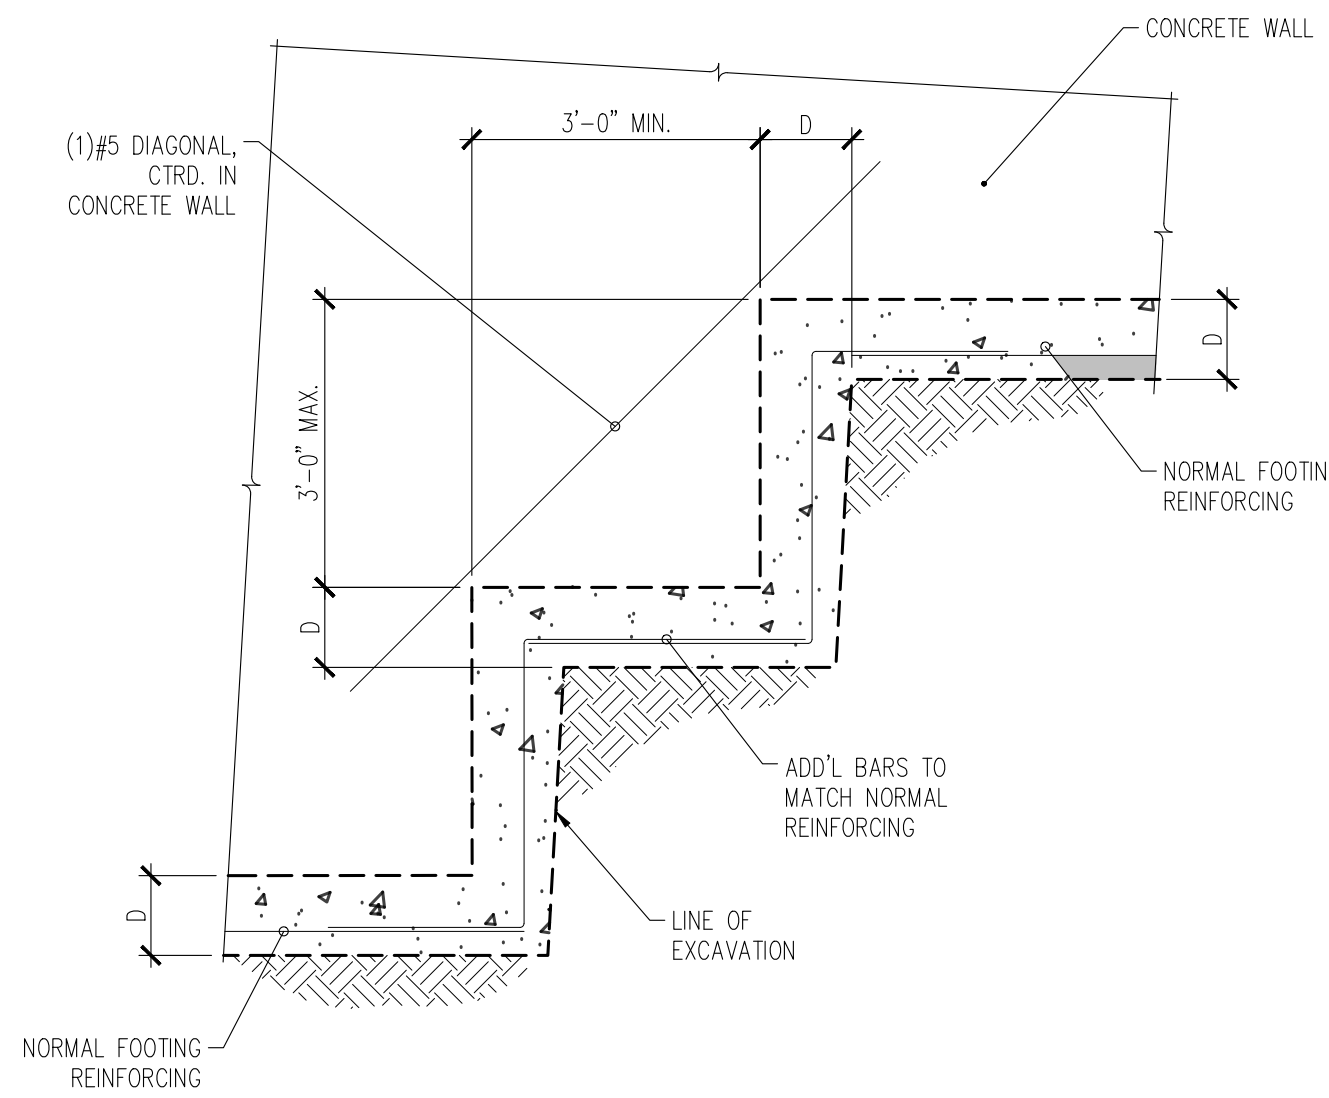 CONCRETE WALL
3'-0" MIN.
D
(1)#5 DIAGONAL,
CTRD. IN
CONCRETE WALL
D
3'-0" MAX.
NORMAL FOOTIN
REINFORCING
D
ADD'L BARS TO
MATCH NORMAL
REINFORCING
D
LINE OF
EXCAVATION
NORMAL FOOTING
REINFORCING